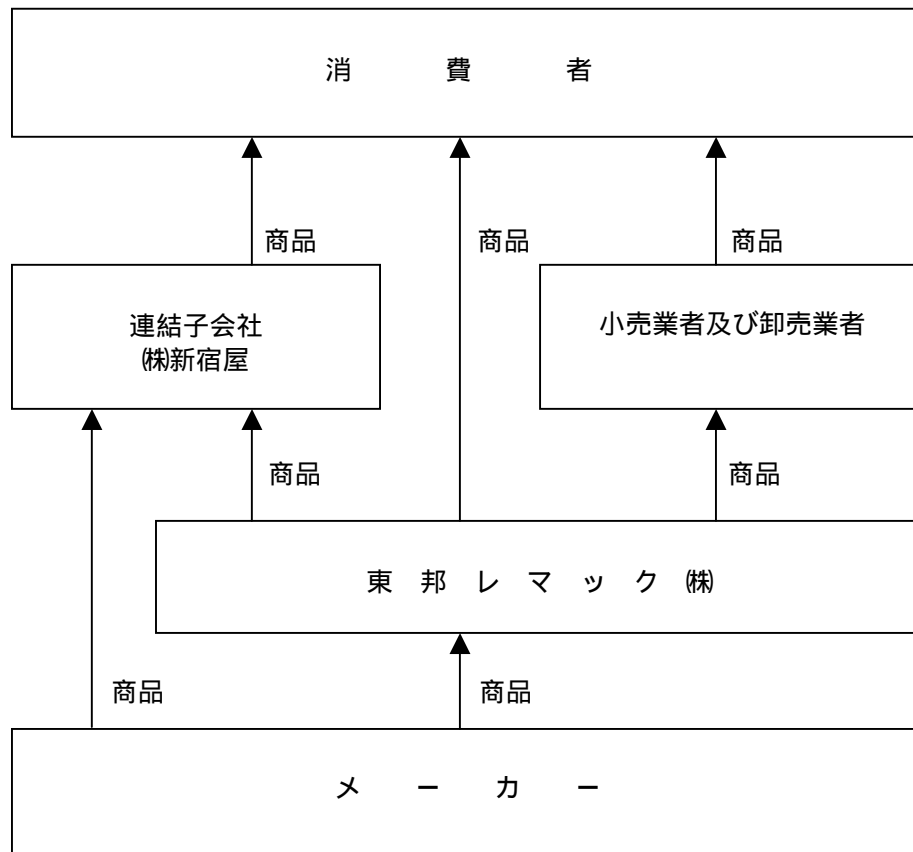 消費者
商品 商品 商品
連結子会社
㈱新宿屋
小売業者及び卸売業者
商品 商品
東邦レマック㈱
商品 商品
メーカー